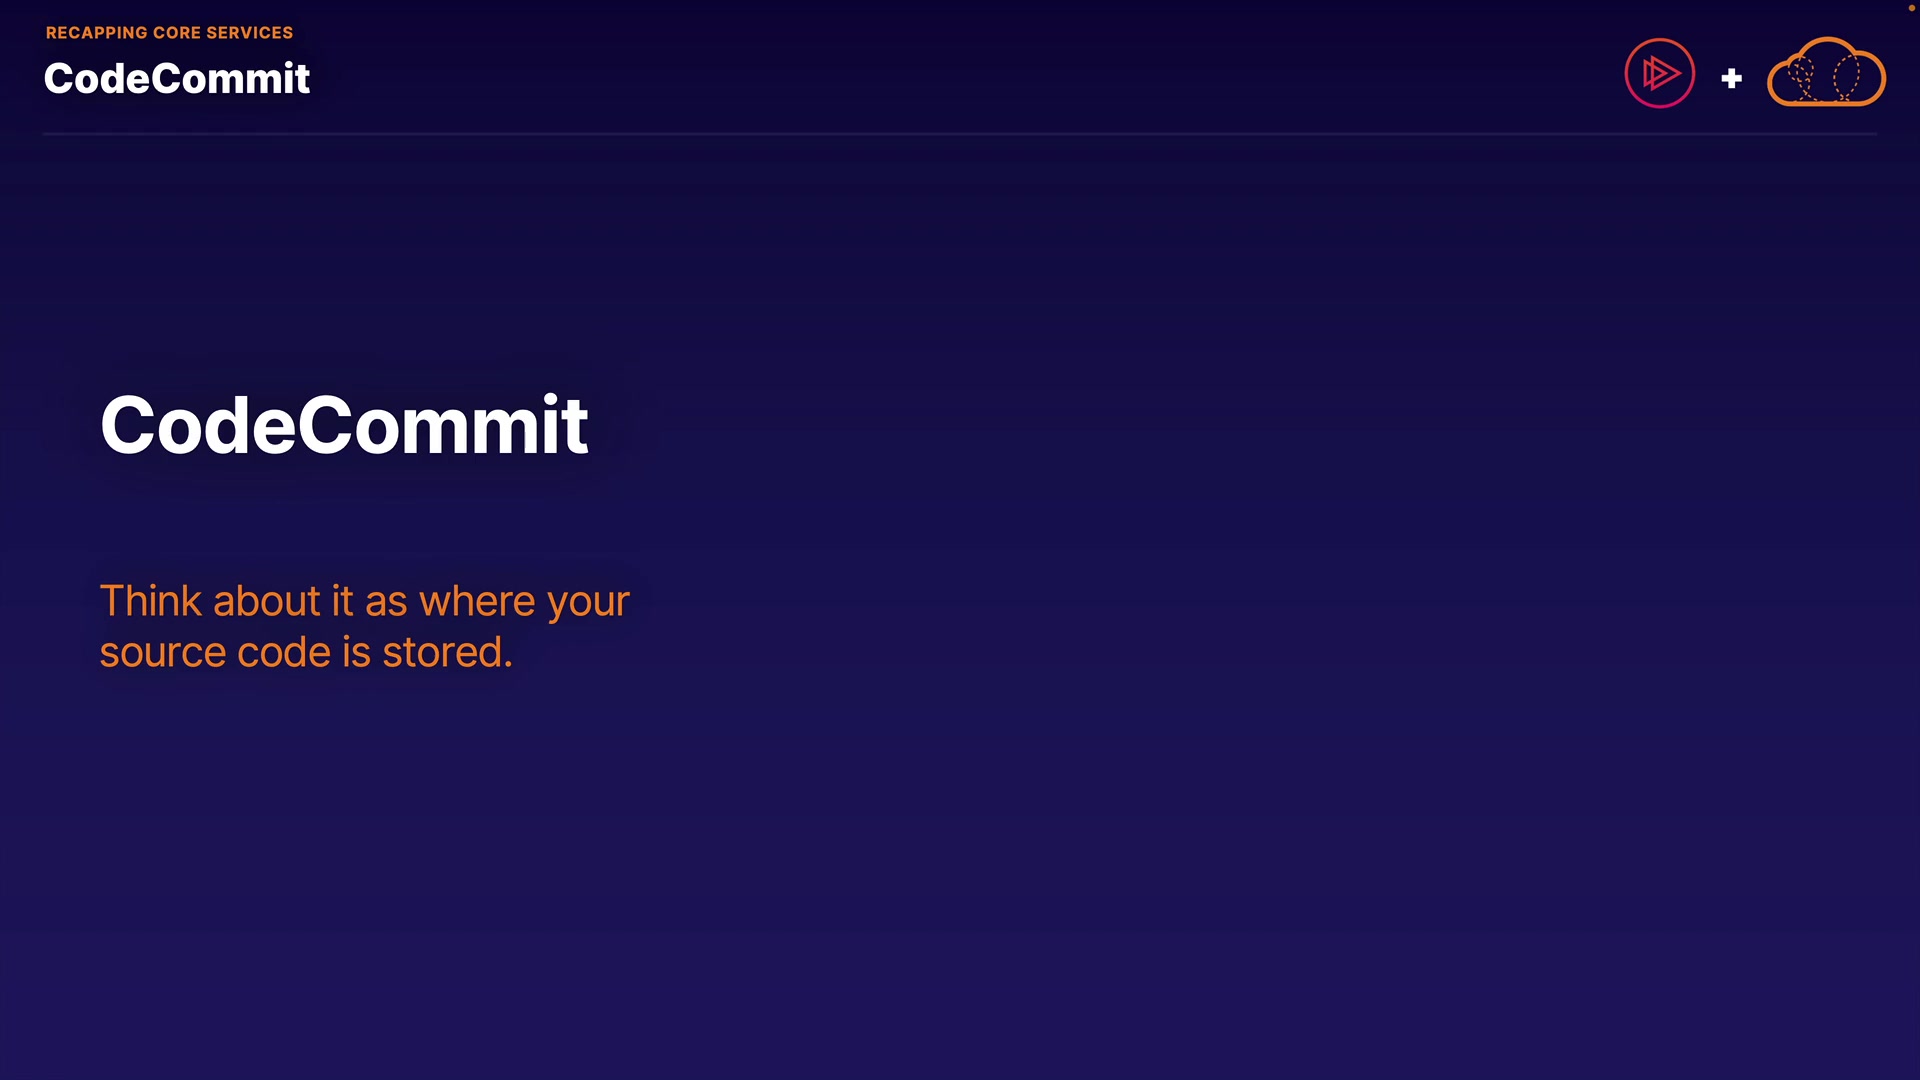 RECAPPING CORE SERVICES
CodeCommit
+
CodeCommit
Think about it as where your
source code is stored.